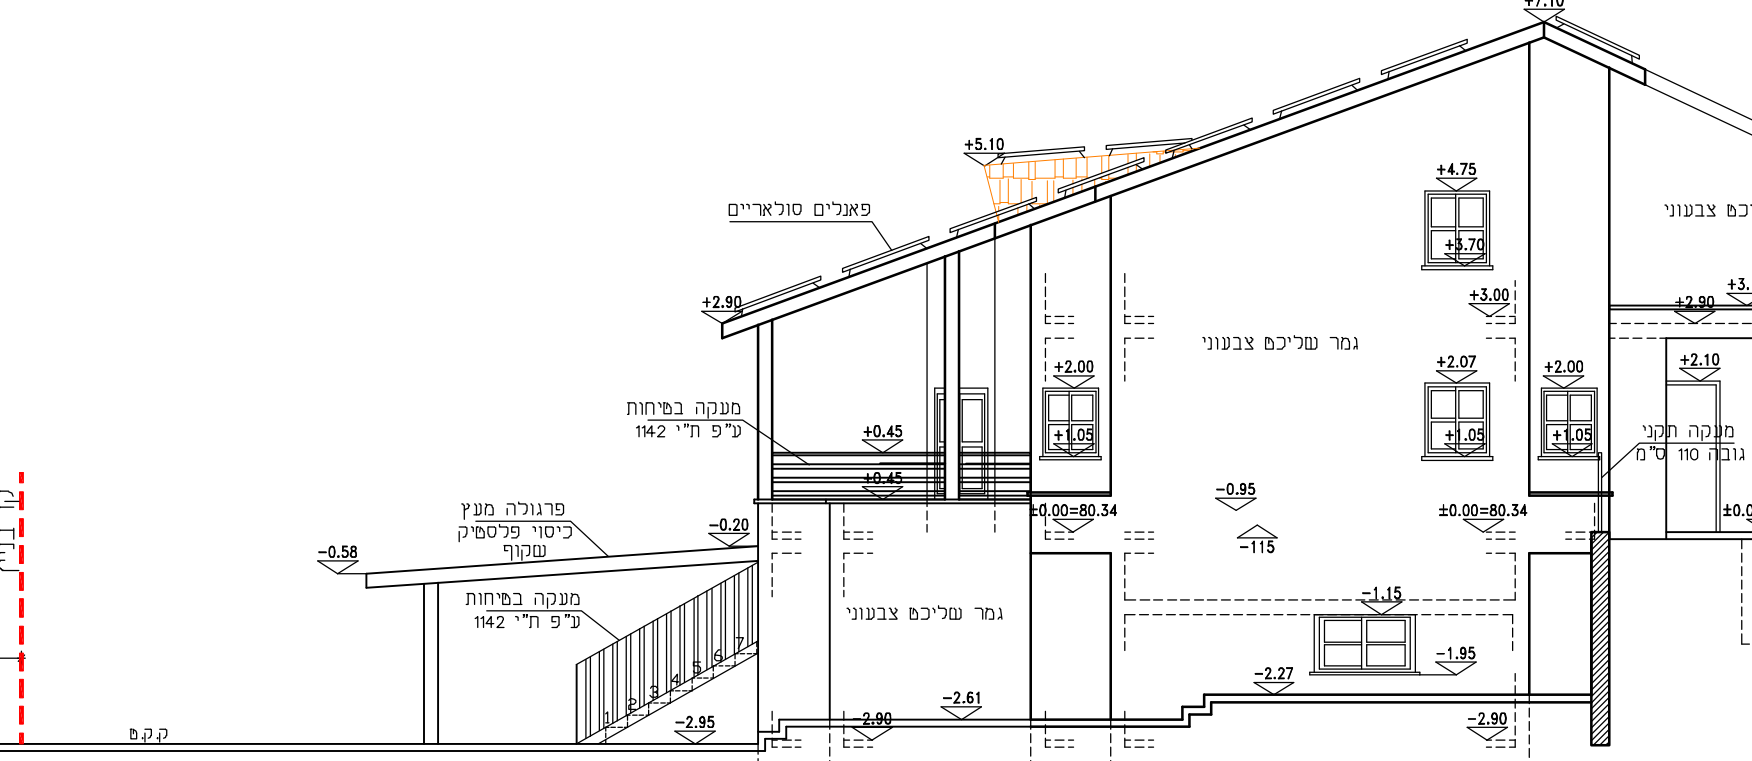 +7.10
+5.10
+4.75
פאנלים סולאריים
+3.70
+2.90
+3.00
+2.90
גמר שליכט צבעוני
+2.00
+2.07
+2.00
+2.10
מעקה בטיחות
ע"פ ת"י 1142
+0.45
+1.05
+1.05
+1.05
מעקה תקני
גובה 110 ס"מ
+0.45
-0.95
±0.00=80.34
±0.00=80.34
פרגולה מעץ
כיסוי פלסטיק
שקוף
-0.20
-0.58
-115
מעקה בטיחות
ע"פ ת"י 1142
גמר שליכט צבעוני
-1.15
-1.95
7
6
5
4
3
2
1
-2.27
-2.61
-2.95
-2.90
-2.90
ק.ק.ט